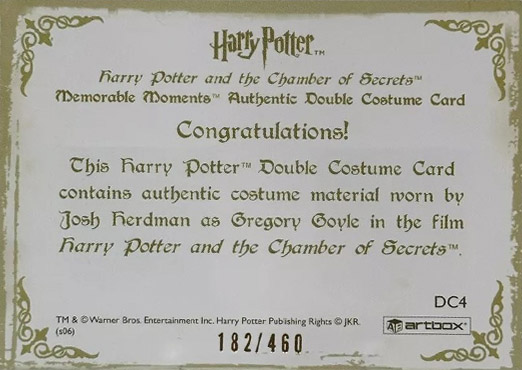 Harry Potter™
Harry Potter and the Chamber of Secrets™
Memorable Moments™ Authentic Double Costume Card
Congratulations!
This Harry Potter™ Double Costume Card
contains authentic costume material worn by
Josh Herdman as Gregory Goyle in the film
Harry Potter and the Chamber of Secrets™.
DC4
TM & © Warner Bros. Entertainment Inc. Harry Potter Publishing Rights © JKR.
(s06)
artbox®
182/460